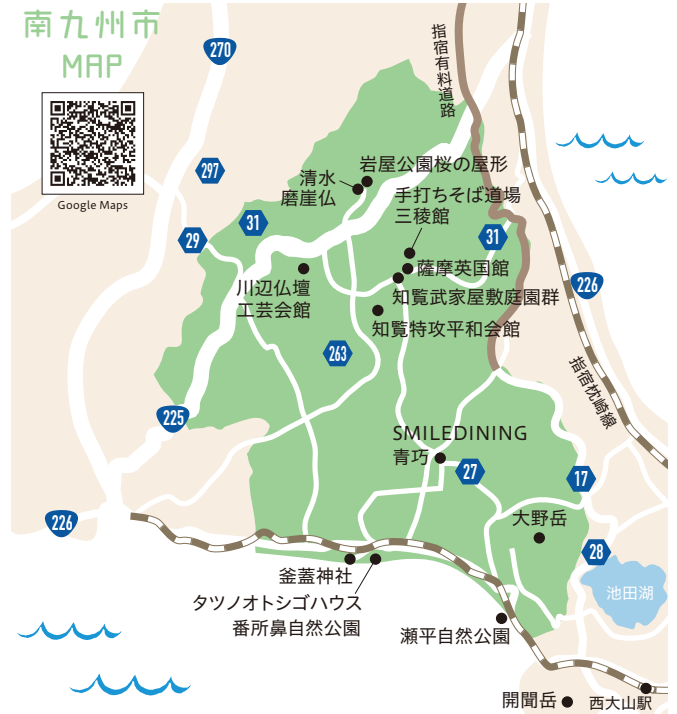 南九州市
MAP
Google Maps
270
297
29
31
指宿有料道路
岩屋公園桜の屋形
清水
磨崖仏
手打ちそば道場
三稜館
31
薩摩英国館
知覧武家屋敷庭園群
知覧特攻平和会館
川辺仏壇
工芸会館
226
263
指宿枕崎線
225
SMILEDINING
青巧
27
17
226
大野岳
28
池田湖
釜蓋神社
タツノオトシゴハウス
番所鼻自然公園
瀬平自然公園
開聞岳
西大山駅